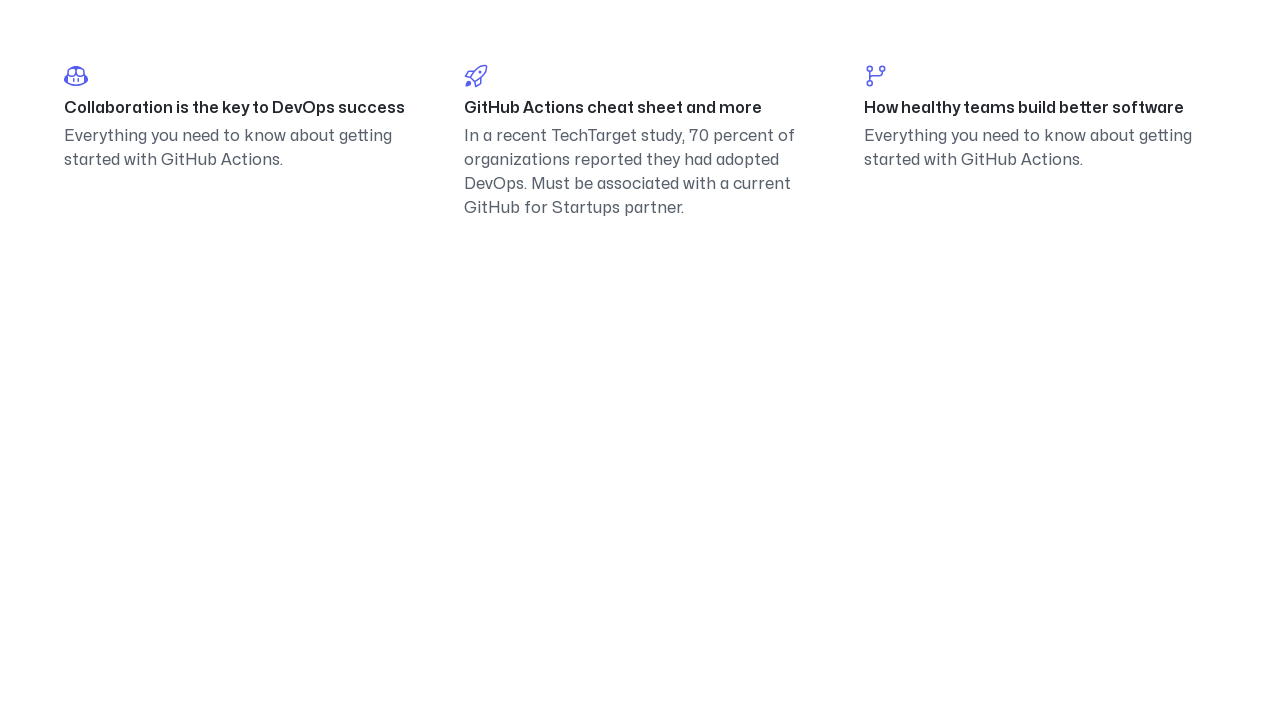 Collaboration is the key to DevOps success
Everything you need to know about getting
started with GitHub Actions.
GitHub Actions cheat sheet and more
In a recent TechTarget study, 70 percent of
organizations reported they had adopted
DevOps. Must be associated with a current
GitHub for Startups partner.
How healthy teams build better software
Everything you need to know about getting
started with GitHub Actions.